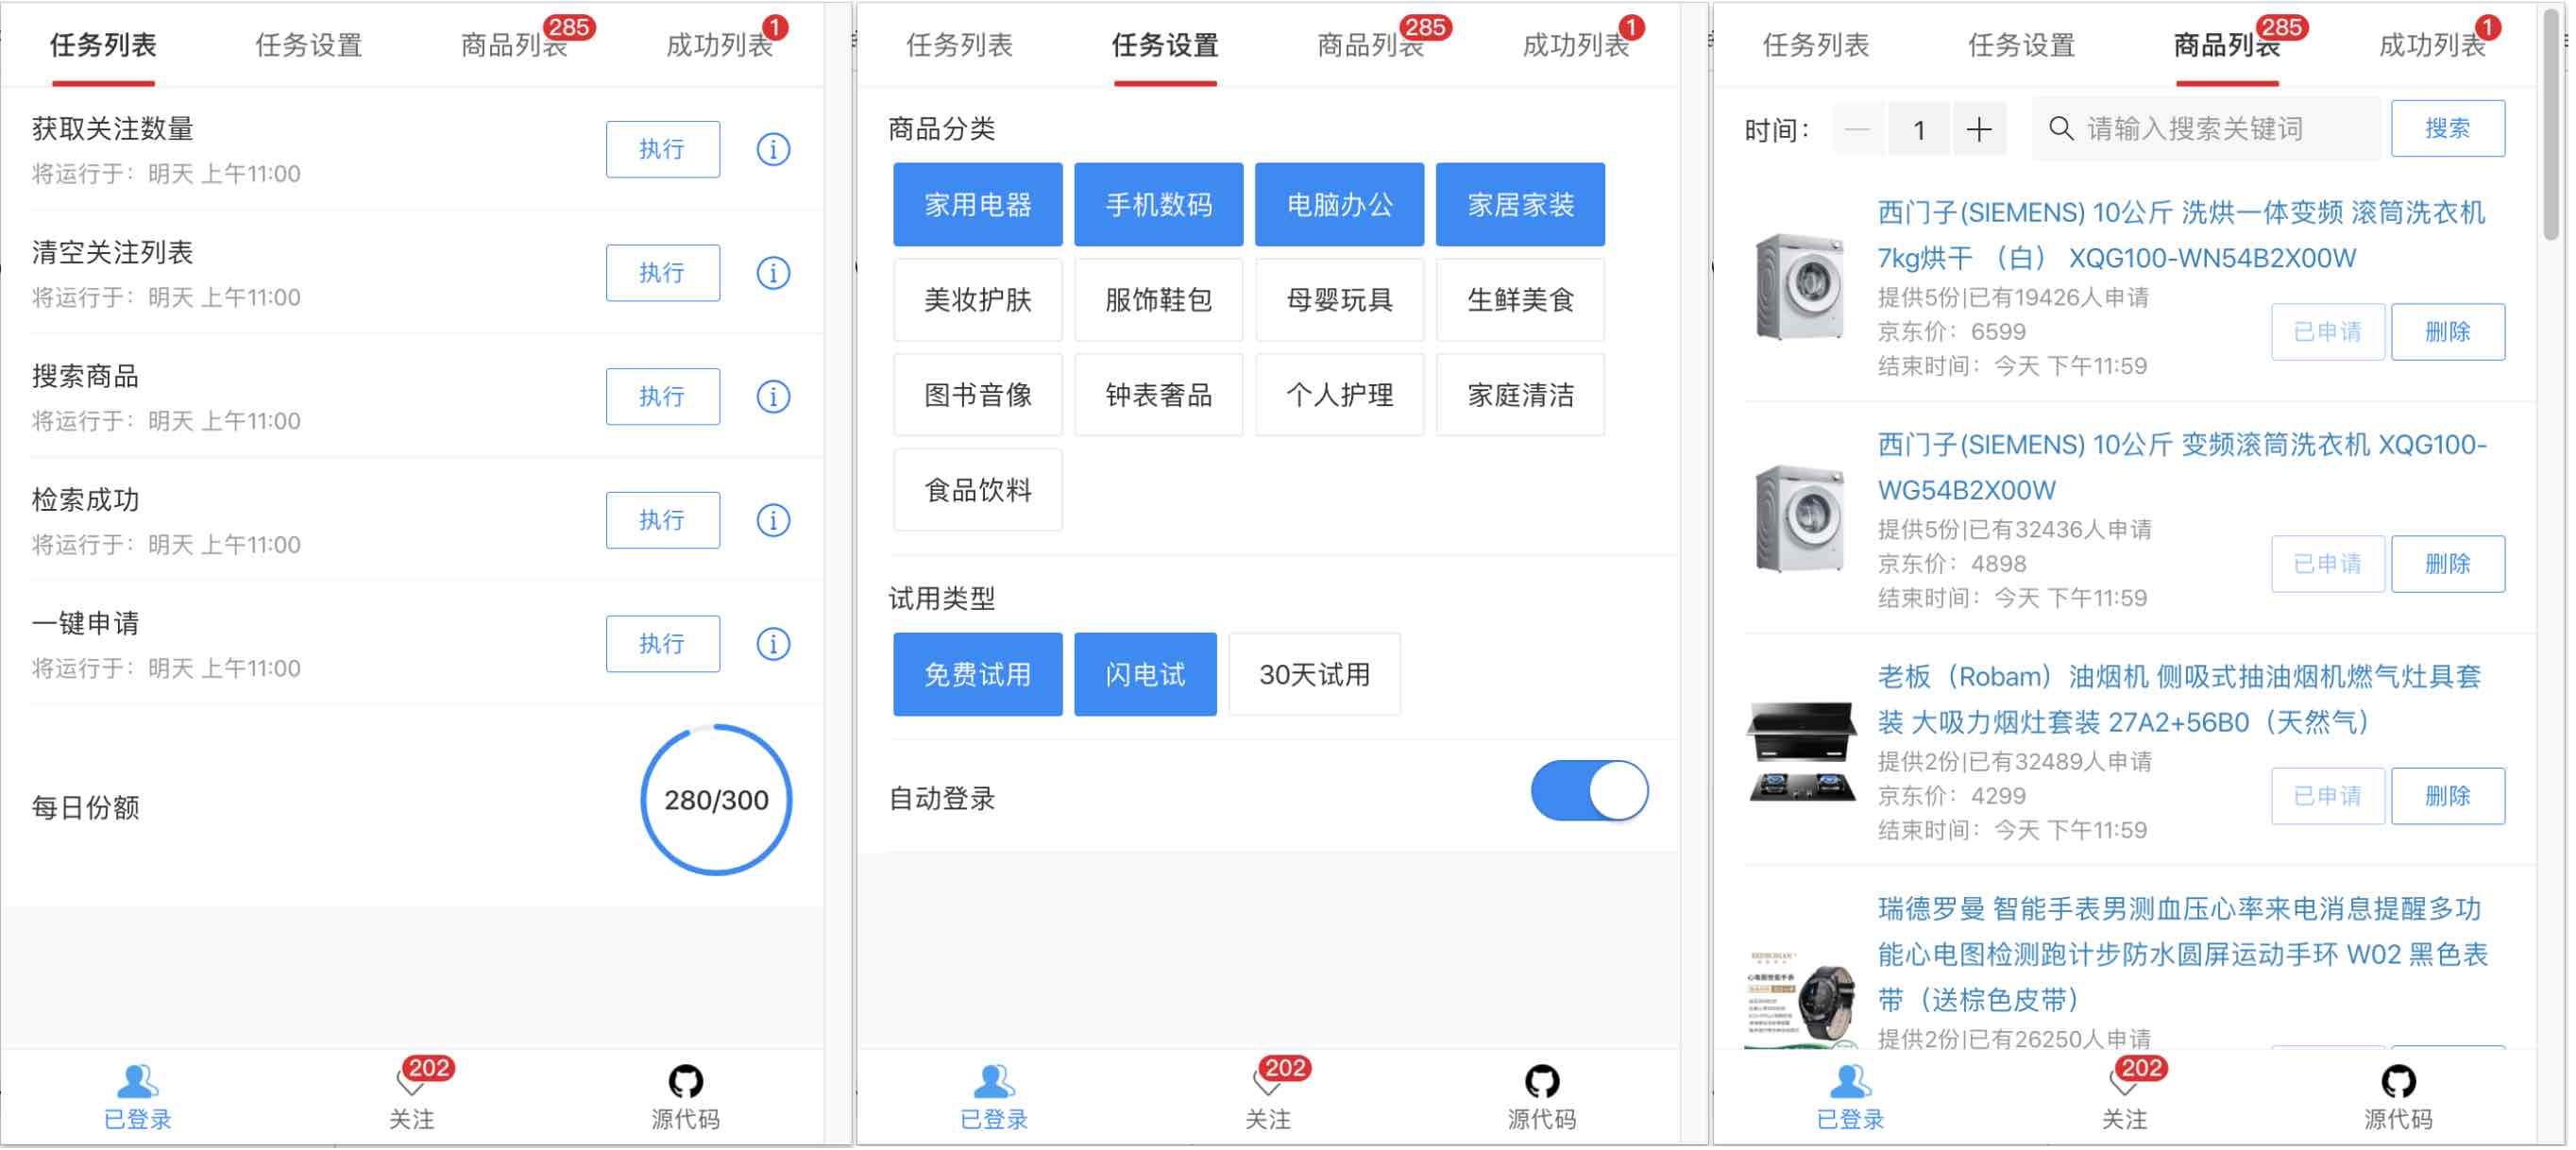 任务列表
任务设置
商品列表
285
成功列表
1
获取关注数量
将运行于：明天 上午11:00
执行
清空关注列表
将运行于：明天 上午11:00
执行
搜索商品
将运行于：明天 上午11:00
执行
检索成功
将运行于：明天 上午11:00
执行
一键申请
将运行于：明天 上午11:00
执行
每日份额
280/300
已登录
202
关注
源代码
任务列表
任务设置
商品列表
285
成功列表
1
商品分类
家用电器 手机数码 电脑办公 家居家装
美妆护肤 服饰鞋包 母婴玩具 生鲜美食
图书音像 钟表奢品 个人护理 家庭清洁
食品饮料
试用类型
免费试用 闪电试 30天试用
自动登录
已登录
202
关注
源代码
任务列表
任务设置
商品列表
285
成功列表
1
时间： 1 请输入搜索关键词 搜索
西门子(SIEMENS) 10公斤 洗烘一体变频 滚筒洗衣机
7kg烘干 （白） XQG100-WN54B2X00W
提供5份|已有19426人申请
京东价：6599
结束时间：今天 下午11:59
已申请 删除
西门子(SIEMENS) 10公斤 变频滚筒洗衣机 XQG100-
WG54B2X00W
提供5份|已有32436人申请
京东价：4898
结束时间：今天 下午11:59
已申请 删除
老板（Robam）油烟机 侧吸式抽油烟机燃气灶具套
装 大吸力烟灶套装 27A2+56B0（天然气）
提供2份|已有32489人申请
京东价：4299
结束时间：今天 下午11:59
已申请 删除
瑞德罗曼 智能手表男测血压心率来电消息提醒多功
能心电图检测跑计步防水圆屏运动手环 W02 黑色表
带（送棕色皮带）
提供2份|已有26250人申请
心电图智能手表
已登录
202
关注
源代码